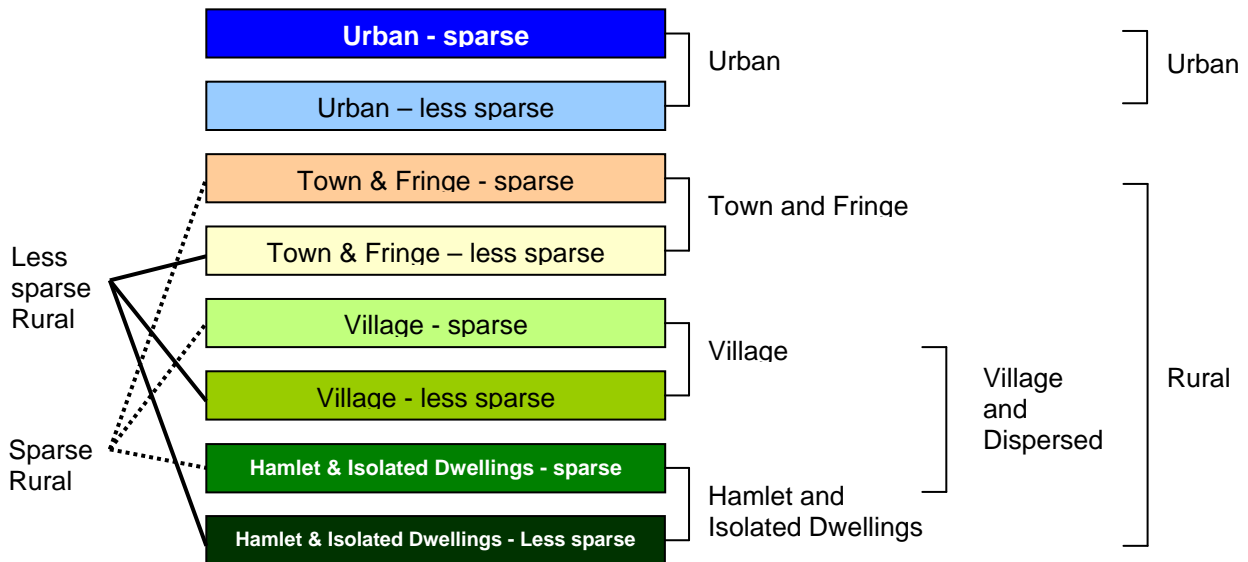 Urban - sparse
Urban
Urban
Urban – less sparse
Town & Fringe - sparse
Town and Fringe
Town & Fringe – less sparse
Less
sparse
Rural
Village - sparse
Village
Village - less sparse
Village
and
Dispersed
Rural
Sparse
Rural
Hamlet & Isolated Dwellings - sparse
Hamlet and
Isolated Dwellings
Hamlet & Isolated Dwellings - Less sparse